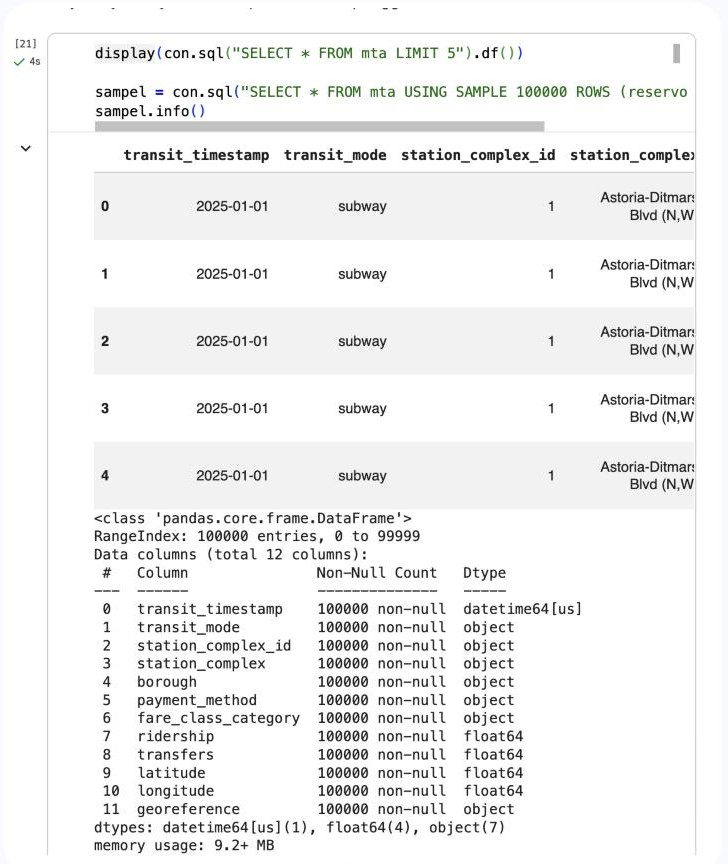 [21]
✓ 4s
display(con.sql("SELECT * FROM mta LIMIT 5").df())
sampel = con.sql("SELECT * FROM mta USING SAMPLE 100000 ROWS (reservo
sampel.info()
transit_timestamp transit_mode station_complex_id station_complex
0 2025-01-01 subway 1 Astoria-Ditmars
Blvd (N,W
1 2025-01-01 subway 1 Astoria-Ditmars
Blvd (N,W
2 2025-01-01 subway 1 Astoria-Ditmars
Blvd (N,W
3 2025-01-01 subway 1 Astoria-Ditmars
Blvd (N,W
4 2025-01-01 subway 1 Astoria-Ditmars
Blvd (N,W
<class 'pandas.core.frame.DataFrame'>
RangeIndex: 100000 entries, 0 to 99999
Data columns (total 12 columns):
# Column Non-Null Count Dtype
--- ------ -------------- -----
0 transit_timestamp 100000 non-null datetime64[us]
1 transit_mode 100000 non-null object
2 station_complex_id 100000 non-null object
3 station_complex 100000 non-null object
4 borough 100000 non-null object
5 payment_method 100000 non-null object
6 fare_class_category 100000 non-null object
7 ridership 100000 non-null float64
8 transfers 100000 non-null float64
9 latitude 100000 non-null float64
10 longitude 100000 non-null float64
11 georeference 100000 non-null object
dtypes: datetime64[us](1), float64(4), object(7)
memory usage: 9.2+ MB